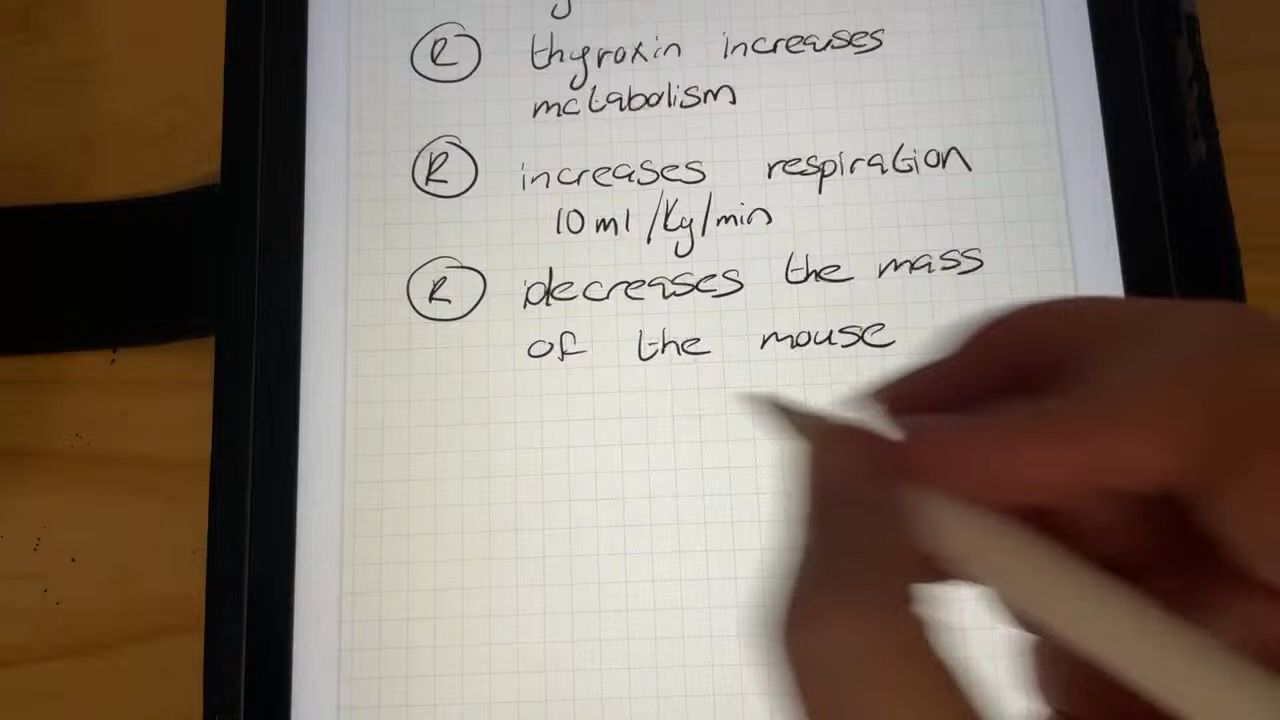 R thyroxin increases
metabolism
R increases respiration
10 ml /Kg/min
R decreases the mass
of the mouse